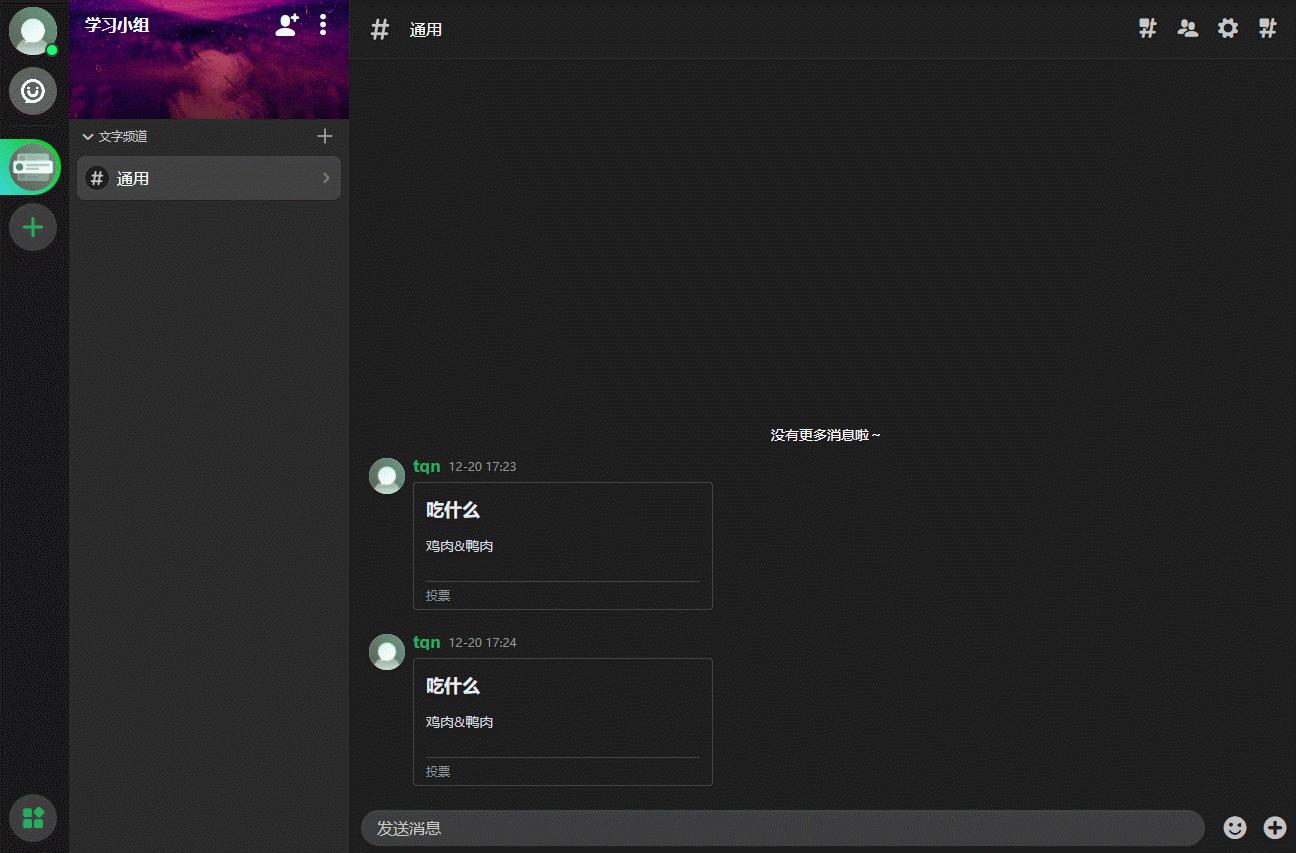 学习小组
文字频道
通用
通用
没有更多消息啦～
tqn 12-20 17:23
吃什么
鸡肉&鸭肉
投票
tqn 12-20 17:24
吃什么
鸡肉&鸭肉
投票
发送消息